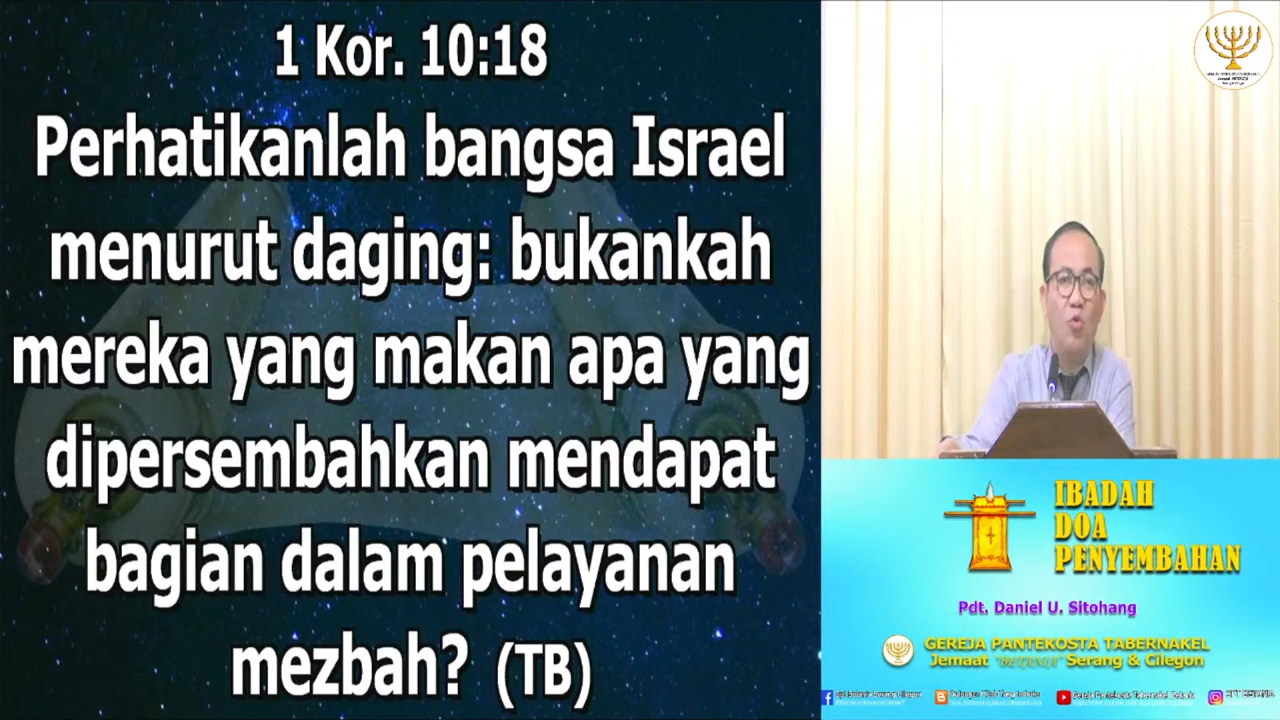 1 Kor. 10:18
Perhatikanlah bangsa Israel
menurut daging: bukankah
mereka yang makan apa yang
dipersembahkan mendapat
bagian dalam pelayanan
mezbah? (TB)
IBADAH
DOA
PENYEMBAHAN
Pdt. Daniel U. Sitohang
GEREJA PANTEKOSTA TABERNAKEL
Jemaat "BETANIA" Serang & Cilegon